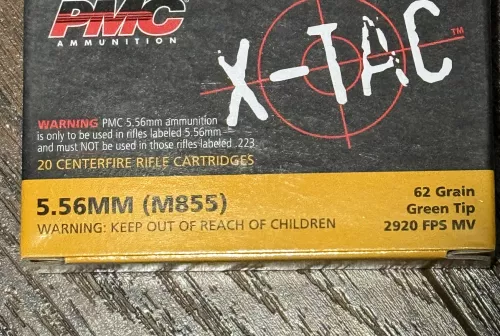 PMC
AMMUNITION
X-TAC™
WARNING PMC 5.56mm ammunition
is only to be used in rifles labeled 5.56mm
and must NOT be used in those rifles labeled .223
20 CENTERFIRE RIFLE CARTRIDGES
5.56MM (M855)
WARNING: KEEP OUT OF REACH OF CHILDREN
62 Grain
Green Tip
2920 FPS MV